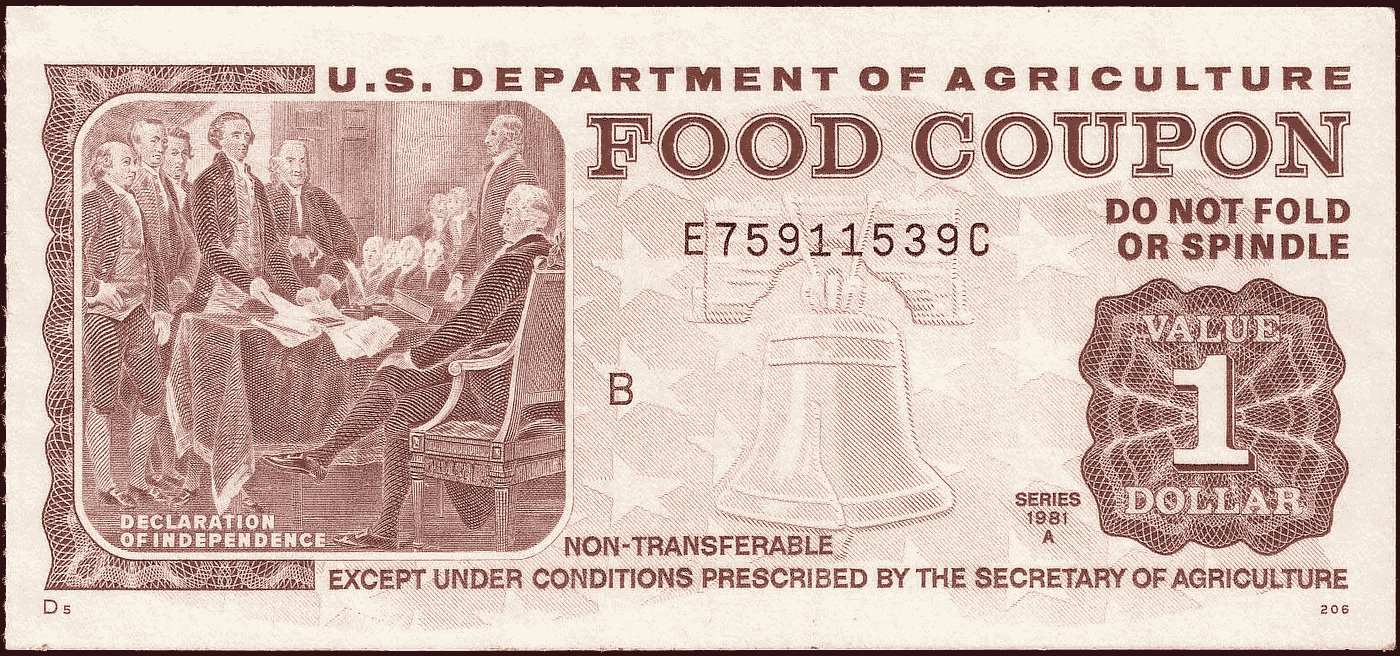 U.S. DEPARTMENT OF AGRICULTURE
FOOD COUPON
DO NOT FOLD
OR SPINDLE
E75911539C
B
VALUE
1
DOLLAR
SERIES
1981
A
DECLARATION
OF INDEPENDENCE
NON-TRANSFERABLE
EXCEPT UNDER CONDITIONS PRESCRIBED BY THE SECRETARY OF AGRICULTURE
D 5
206